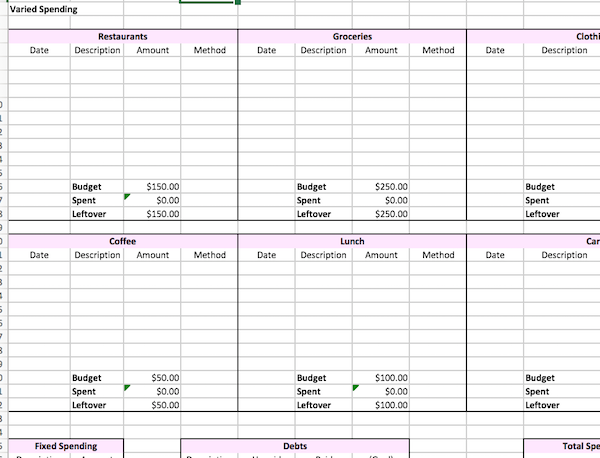 Varied Spending
Restaurants Groceries
Date Description Amount Method Date Description Amount Method Date Description
Budget $150.00 Budget $250.00 Budget
Spent $0.00 Spent $0.00 Spent
Leftover $150.00 Leftover $250.00 Leftover
Coffee Lunch Car
Date Description Amount Method Date Description Amount Method Date Description
Budget $50.00 Budget $100.00 Budget
Spent $0.00 Spent $0.00 Spent
Leftover $50.00 Leftover $100.00 Leftover
Fixed Spending Debts Total Spe